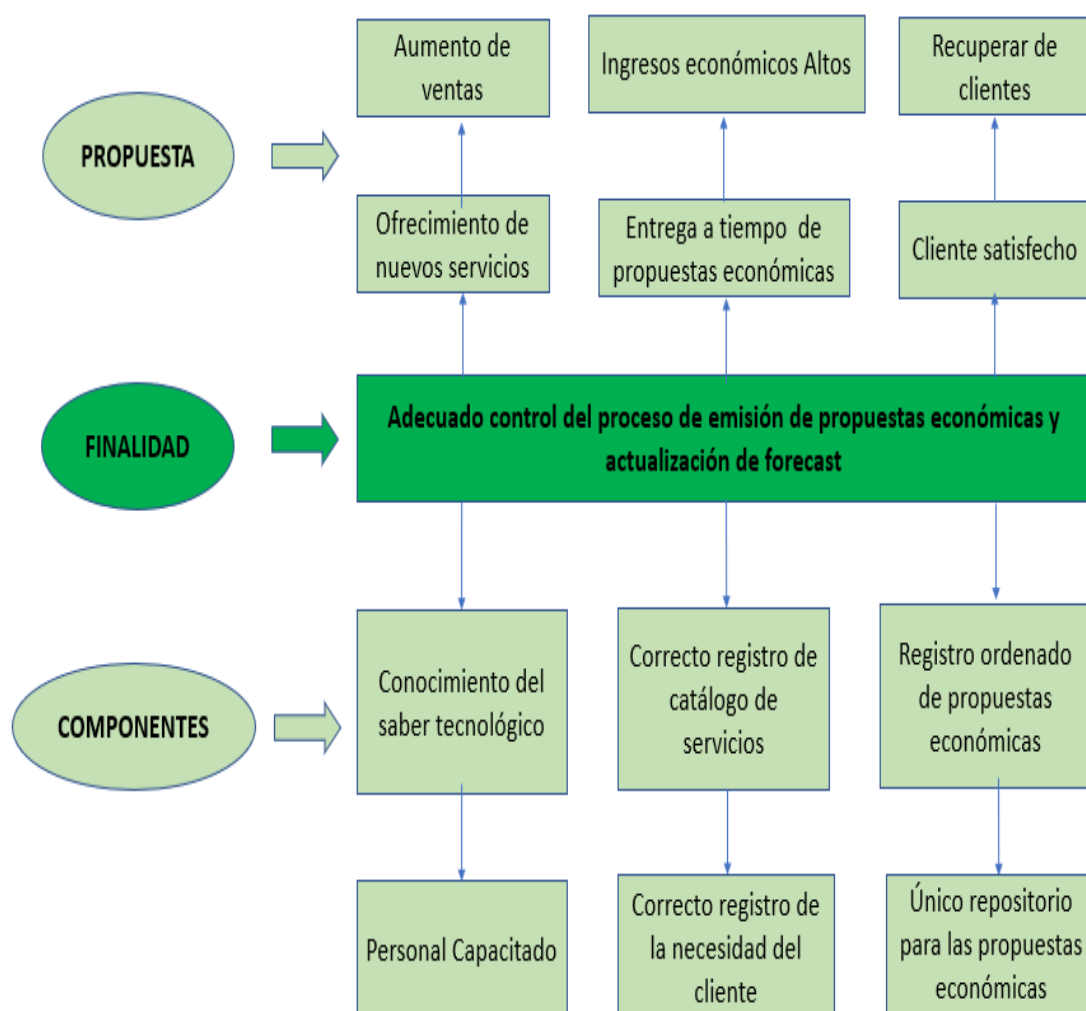 Aumento de
ventas
Ingresos económicos Altos
Recuperar de
clientes
PROPUESTA
Ofrecimiento de
nuevos servicios
Entrega a tiempo de
propuestas económicas
Cliente satisfecho
FINALIDAD
Adecuado control del proceso de emisión de propuestas económicas y
actualización de forecast
COMPONENTES
Conocimiento del
saber tecnológico
Correcto registro de
catálogo de
servicios
Registro ordenado
de propuestas
económicas
Personal Capacitado
Correcto registro de
la necesidad del
cliente
Único repositorio
para las propuestas
económicas